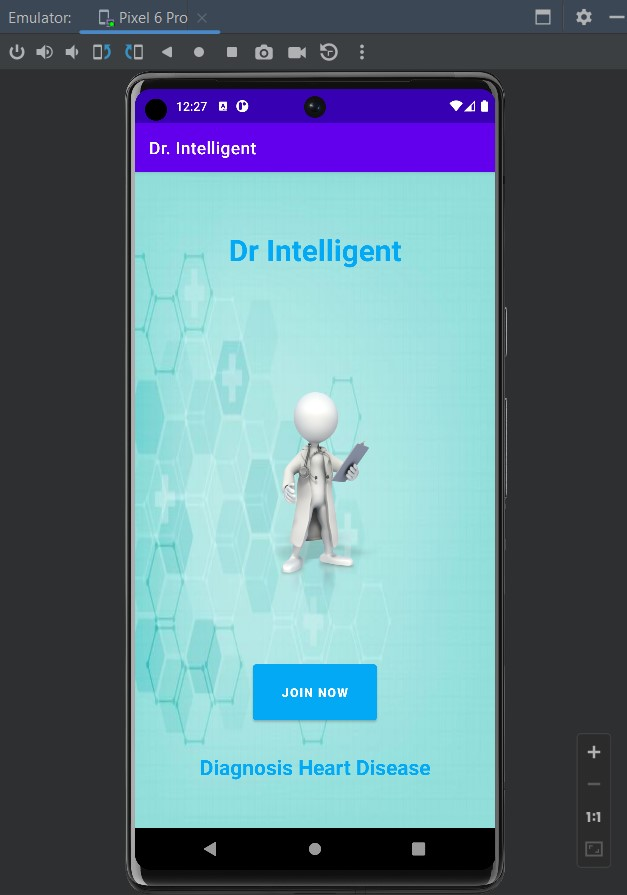 Emulator: Pixel 6 Pro
12:27
Dr. Intelligent
Dr Intelligent
JOIN NOW
Diagnosis Heart Disease
1:1